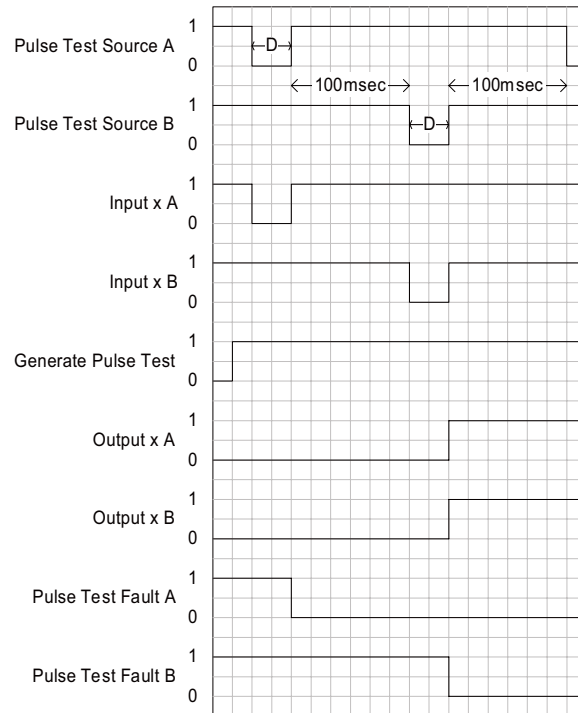 1
Pulse Test Source A
D
0
100msec
100msec
1
Pulse Test Source B
D
0
1
Input x A
0
1
Input x B
0
1
Generate Pulse Test
0
1
Output x A
0
1
Output x B
0
1
Pulse Test Fault A
0
1
Pulse Test Fault B
0